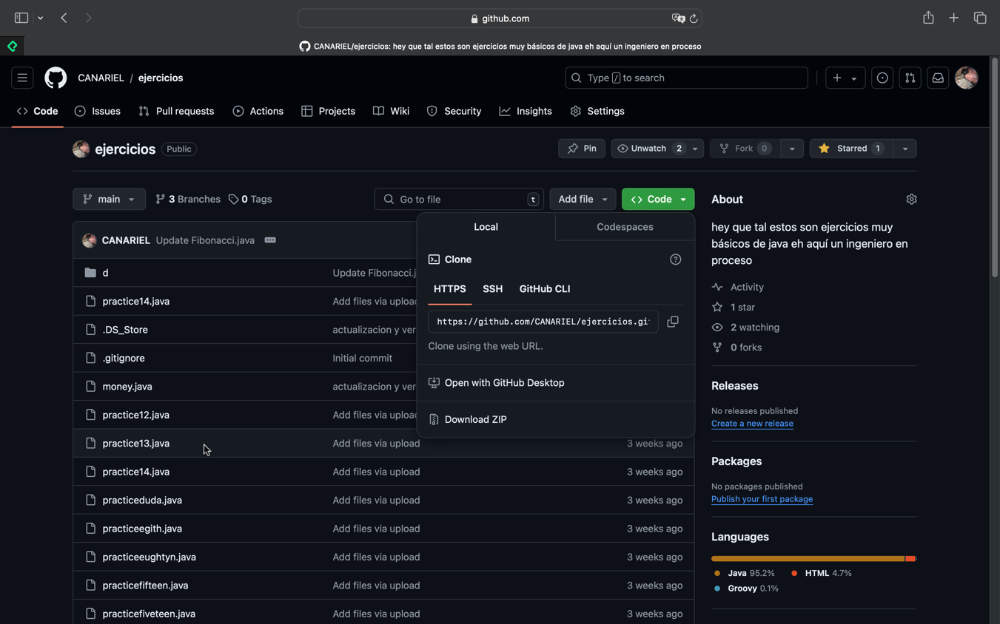 github.com
CANARIEL/ejercicios: hey que tal estos son ejercicios muy básicos de java eh aquí un ingeniero en proceso
CANARIEL / ejercicios
Type / to search
Code Issues Pull requests Actions Projects Wiki Security Insights Settings
ejercicios Public
Pin Unwatch 2 Fork 0 Starred 1
main 3 Branches 0 Tags
Go to file t Add file Code
CANARIEL Update Fibonacci.java
d Update Fibonacci.j
practice14.java Add files via uploa
.DS_Store actualizacion y ver
.gitignore Initial commit
money.java actualizacion y ver
practice12.java Add files via uploa
practice13.java Add files via upload 3 weeks ago
practice14.java Add files via upload 3 weeks ago
practiceduda.java Add files via upload 3 weeks ago
practiceegith.java Add files via upload 3 weeks ago
practiceeughtyn.java Add files via upload 3 weeks ago
practicefifteen.java Add files via upload 3 weeks ago
practicefiveteen.java Add files via upload 3 weeks ago
Local Codespaces
Clone
HTTPS SSH GitHub CLI
https://github.com/CANARIEL/ejercicios.gi
Clone using the web URL.
Open with GitHub Desktop
Download ZIP
About
hey que tal estos son ejercicios muy
básicos de java eh aquí un ingeniero en
proceso
Activity
1 star
2 watching
0 forks
Releases
No releases published
Create a new release
Packages
No packages published
Publish your first package
Languages
Java 95.2% HTML 4.7%
Groovy 0.1%